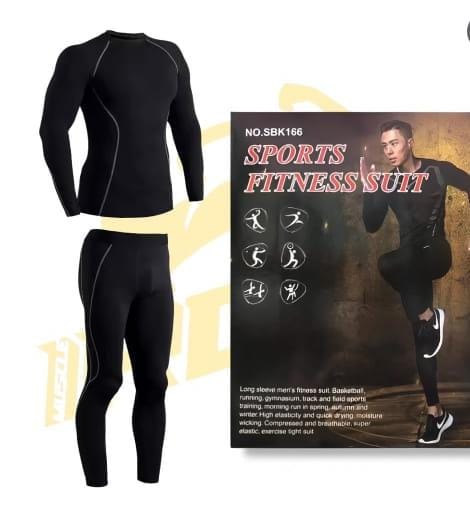 NO.SBK166
SPORTS
FITNESS SUIT
Long sleeve men's fitness suit. Basketball,
running, gymnasium, track and field sports
training, morning run in spring, autumn and
winter. High elasticity and quick drying, moisture
wicking. Compressed and breathable, super
elastic, exercise tight suit
MUSCLE